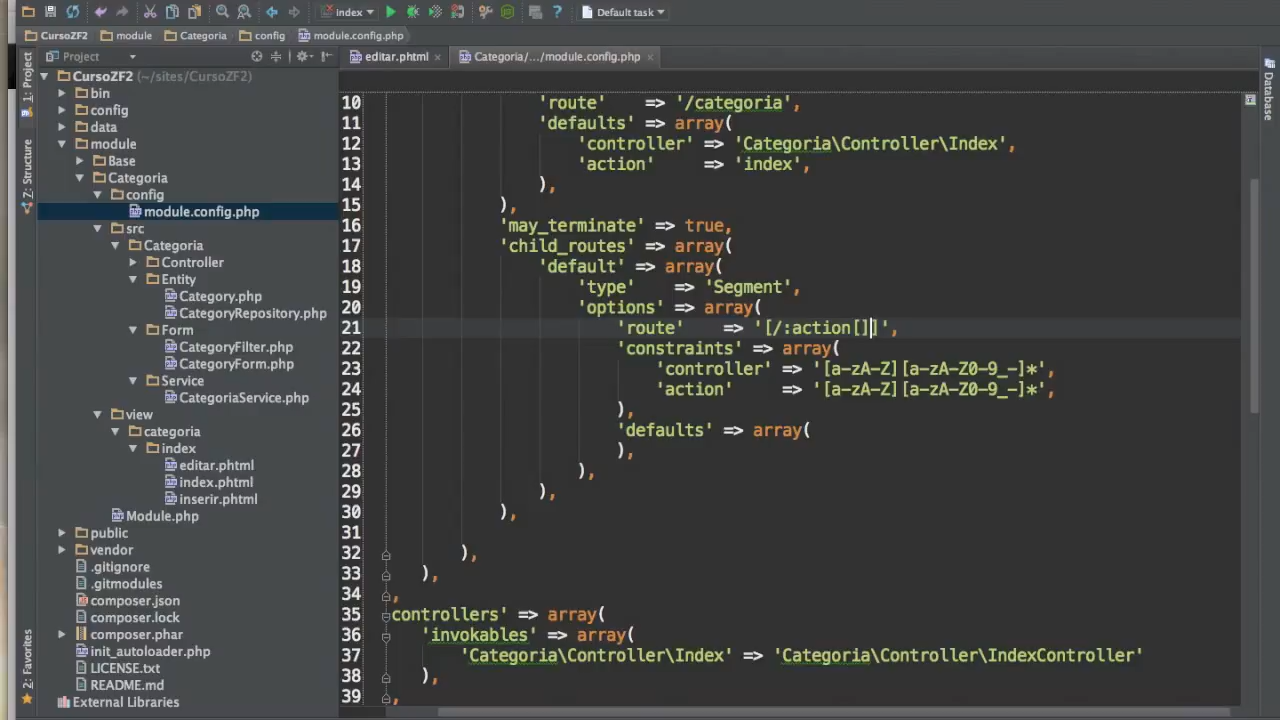 index
Default task
CursoZF2
module
Categoria
config
module.config.php
1: Project
Z: Structure
2: Favorites
Project
CursoZF2 (~/sites/CursoZF2)
bin
config
data
module
Base
Categoria
config
module.config.php
src
Categoria
Controller
Entity
Category.php
CategoryRepository.php
Form
CategoryFilter.php
CategoryForm.php
Service
CategoriaService.php
view
categoria
index
editar.phtml
index.phtml
inserir.phtml
Module.php
public
vendor
.gitignore
.gitmodules
composer.json
composer.lock
composer.phar
init_autoloader.php
LICENSE.txt
README.md
External Libraries
editar.phtml
Categoria/.../module.config.php
10 'route' => '/categoria',
11 'defaults' => array(
12 'controller' => 'Categoria\Controller\Index',
13 'action' => 'index',
14 ),
15 ),
16 'may_terminate' => true,
17 'child_routes' => array(
18 'default' => array(
19 'type' => 'Segment',
20 'options' => array(
21 'route' => '[/:action[]]',
22 'constraints' => array(
23 'controller' => '[a-zA-Z][a-zA-Z0-9_-]*',
24 'action' => '[a-zA-Z][a-zA-Z0-9_-]*',
25 ),
26 'defaults' => array(
27 ),
28 ),
29 ),
30 ),
31
32 ),
33 ),
34 ,
35 controllers' => array(
36 'invokables' => array(
37 'Categoria\Controller\Index' => 'Categoria\Controller\IndexController'
38 ),
39 ,
Database